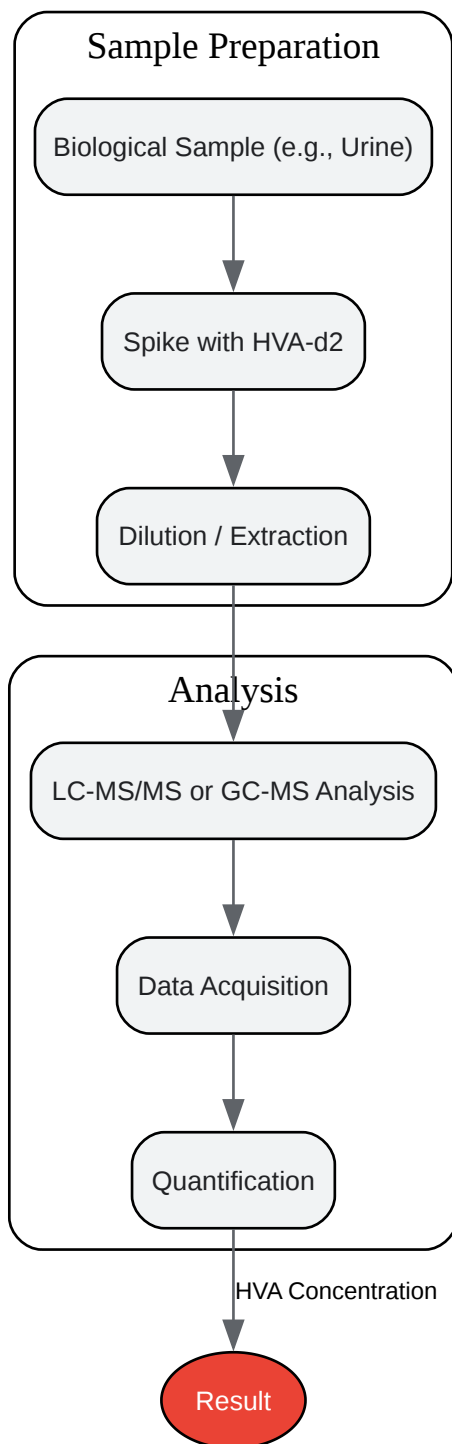 Sample Preparation
Biological Sample (e.g., Urine)
Spike with HVA-d2
Dilution / Extraction
Analysis
LC-MS/MS or GC-MS Analysis
Data Acquisition
Quantification
HVA Concentration
Result